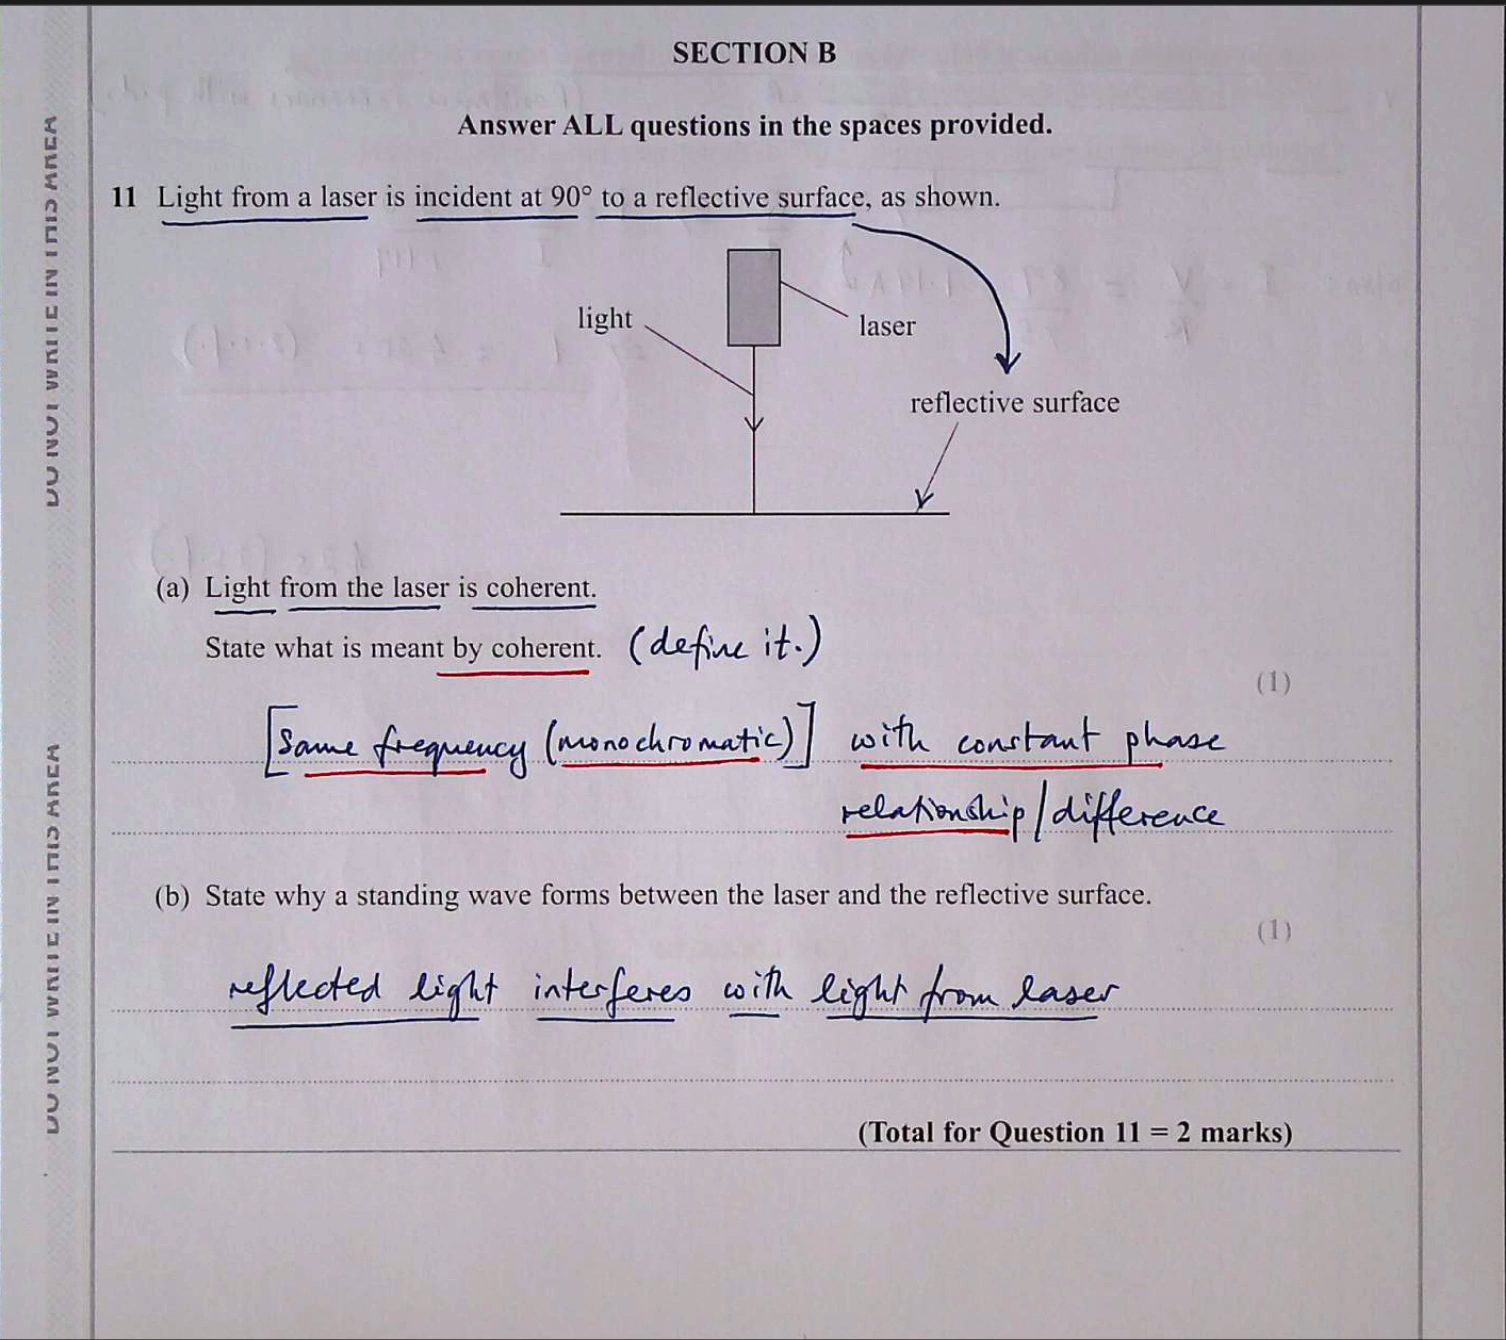 SECTION B
Answer ALL questions in the spaces provided.
11 Light from a laser is incident at 90° to a reflective surface, as shown.
light
laser
reflective surface
(a) Light from the laser is coherent.
State what is meant by coherent. (define it.)
(1)
[same frequency (monochromatic)] with constant phase
relationship/difference
(b) State why a standing wave forms between the laser and the reflective surface.
(1)
reflected light interferes with light from laser
(Total for Question 11 = 2 marks)
DO NOT WRITE IN THIS AREA
DO NOT WRITE IN THIS AREA